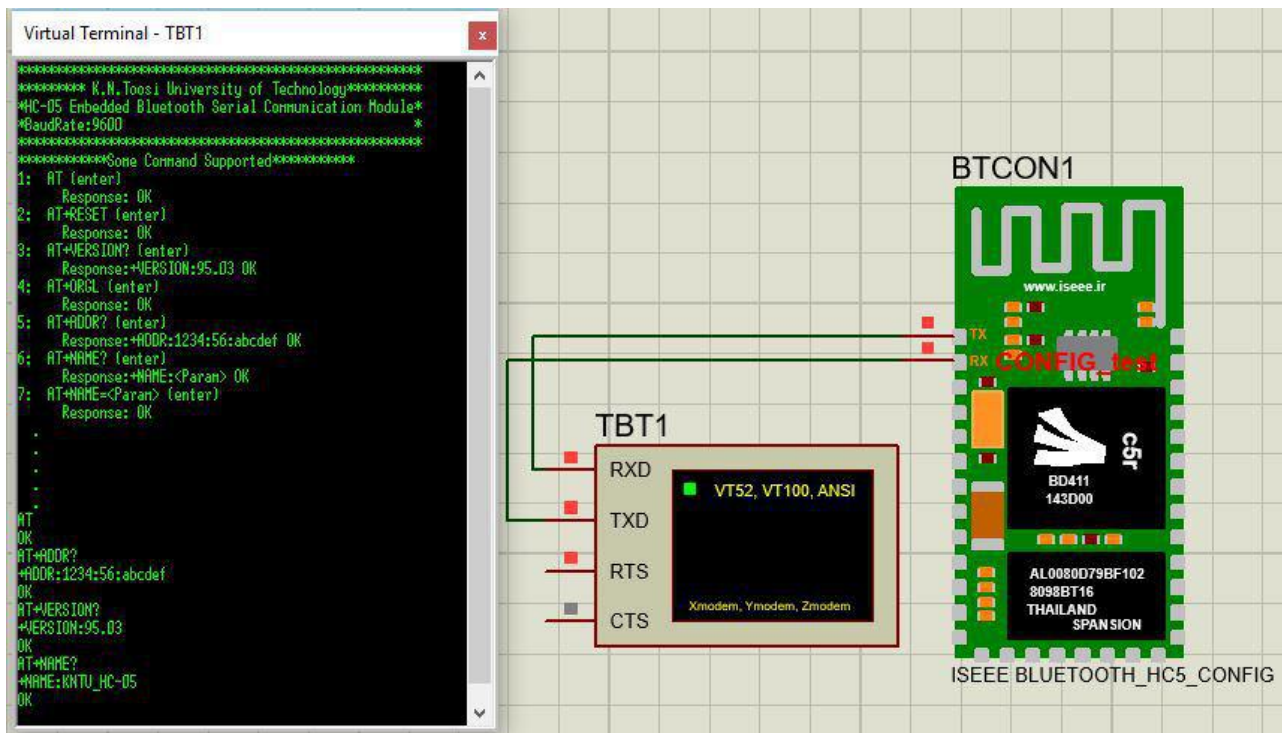 Virtual Terminal - TBT1
x
******************************************************
********* K.N.Toosi University of Technology**********
*HC-05 Embedded Bluetooth Serial Communication Module*
*BaudRate:9600 *
******************************************************
************Some Command Supported***********
1: AT (enter)
Response: OK
2: AT+RESET (enter)
Response: OK
3: AT+VERSION? (enter)
Response:+VERSION:95.03 OK
4: AT+ORGL (enter)
Response: OK
5: AT+ADDR? (enter)
Response:+ADDR:1234:56:abcdef OK
6: AT+NAME? (enter)
Response:+NAME:<Param> OK
7: AT+NAME=<Param> (enter)
Response: OK
.
.
.
.
.
AT
OK
AT+ADDR?
+ADDR:1234:56:abcdef
OK
AT+VERSION?
+VERSION:95.03
OK
AT+NAME?
+NAME:KNTU_HC-05
OK
TBT1
RXD
TXD
RTS
CTS
VT52, VT100, ANSI
Xmodem, Ymodem, Zmodem
BTCON1
www.iseee.ir
TX
RX
CONFIG_test
c5r
BD411
143D00
AL0080D79BF102
8098BT16
THAILAND
SPANSION
ISEEE BLUETOOTH_HC5_CONFIG